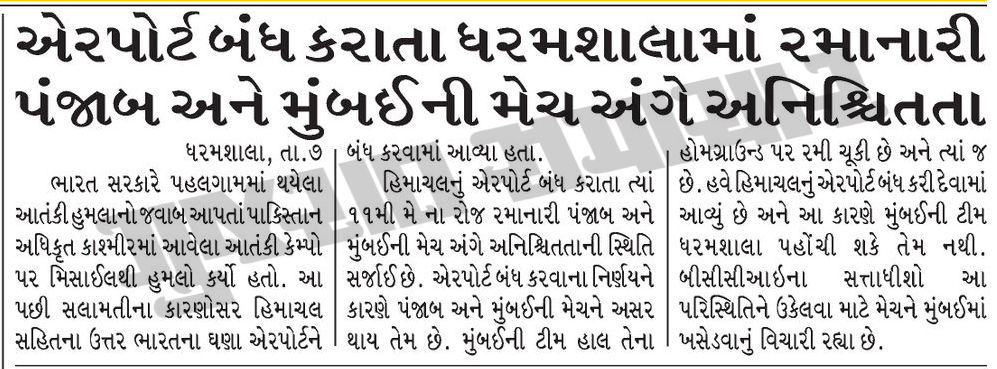 એરપોર્ટ બંધ કરાતા ધરમશાલામાં રમાનારી
પંજાબ અને મુંબઈની મેચ અંગે અનિશ્ચિતતા
ધરમશાલા, તા.૭
ભારત સરકારે પહલગામમાં થયેલા
આતંકી હુમલાનો જવાબ આપતાં પાકિસ્તાન
અધિકૃત કાશ્મીરમાં આવેલા આતંકી કેમ્પો
પર મિસાઈલથી હુમલો કર્યો હતો. આ
પછી સલામતીના કારણોસર હિમાચલ
સહિતના ઉત્તર ભારતના ઘણા એરપોર્ટને
બંધ કરવામાં આવ્યા હતા.
હિમાચલનું એરપોર્ટ બંધ કરાતા ત્યાં
૧૧મી મે ના રોજ રમાનારી પંજાબ અને
મુંબઈની મેચ અંગે અનિશ્ચિતતાની સ્થિતિ
સર્જાઈ છે. એરપોર્ટ બંધ કરવાના નિર્ણયને
કારણે પંજાબ અને મુંબઈની મેચને અસર
થાય તેમ છે. મુંબઈની ટીમ હાલ તેના
હોમગ્રાઉન્ડ પર રમી ચૂકી છે અને ત્યાં જ
છે. હવે હિમાચલનું એરપોર્ટ બંધ કરી દેવામાં
આવ્યું છે અને આ કારણે મુંબઈની ટીમ
ધરમશાલા પહોંચી શકે તેમ નથી.
બીસીસીઆઇના સત્તાધીશો આ
પરિસ્થિતિને ઉકેલવા માટે મેચને મુંબઈમાં
ખસેડવાનું વિચારી રહ્યા છે.